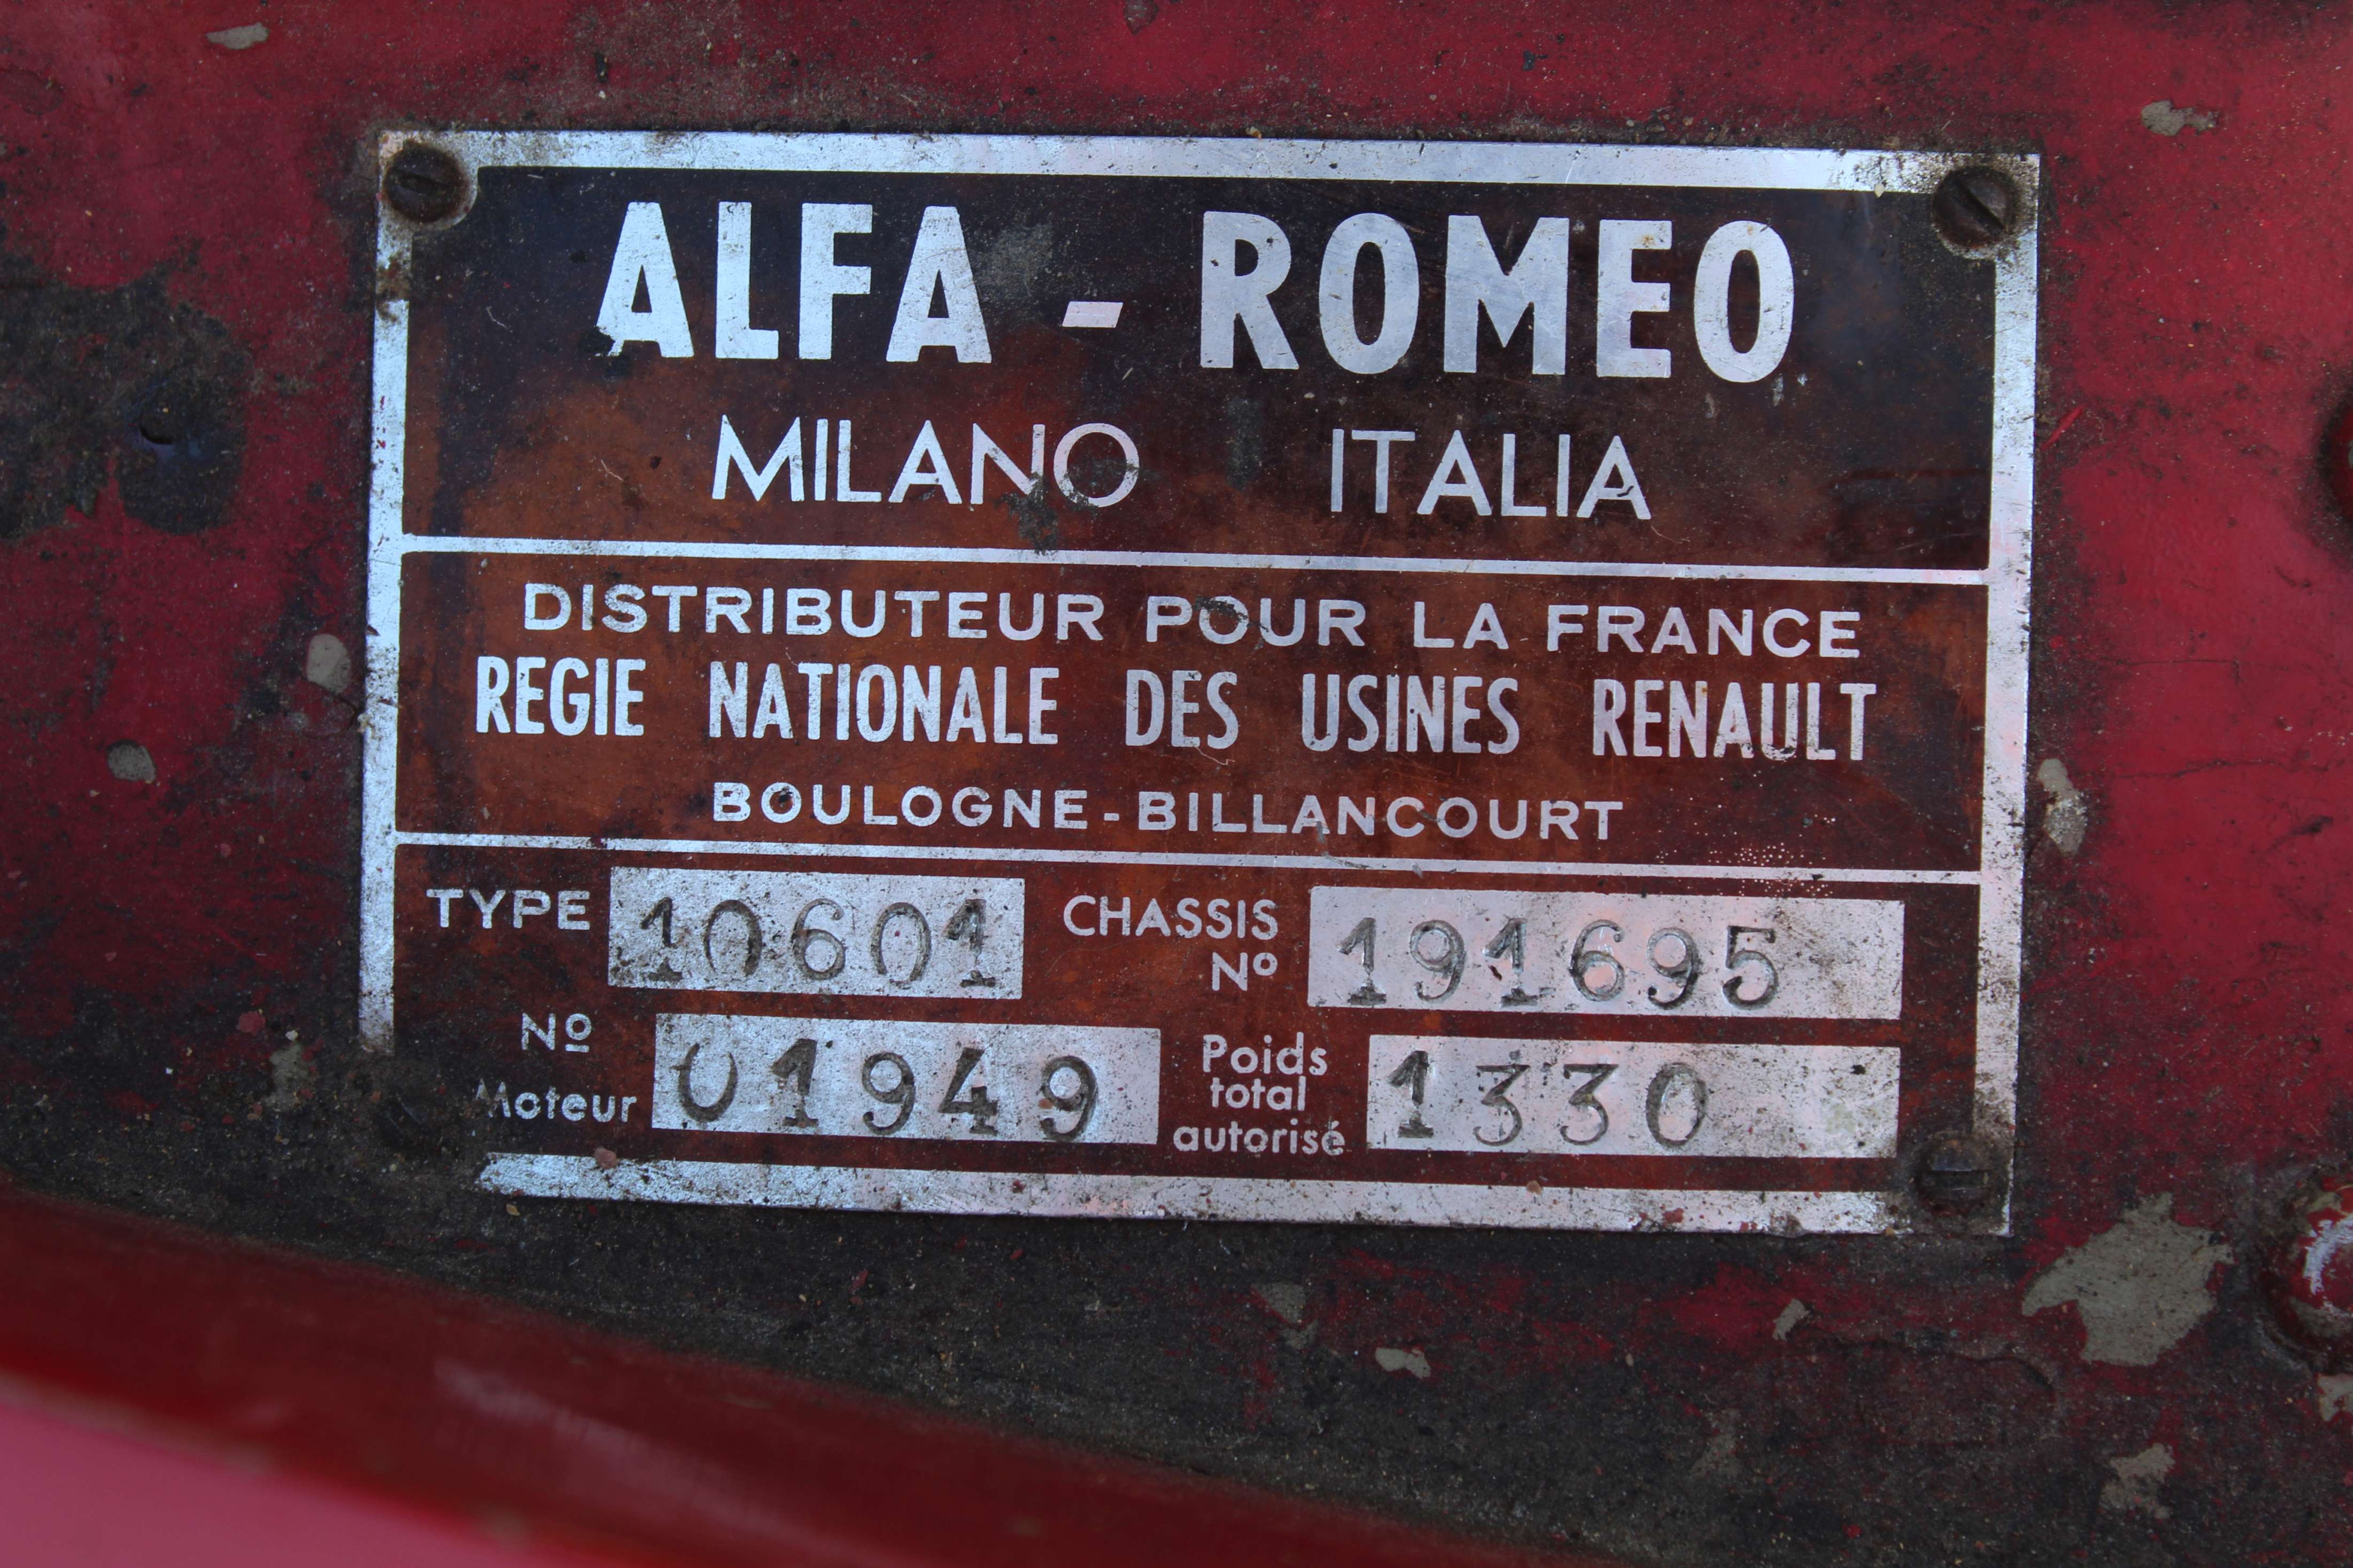 ALFA - ROMEO
MILANO ITALIA
DISTRIBUTEUR POUR LA FRANCE
REGIE NATIONALE DES USINES RENAULT
BOULOGNE-BILLANCOURT
TYPE 10601 CHASSIS Nº 191695
Nº Moteur 01949 Poids total autorisé 1330